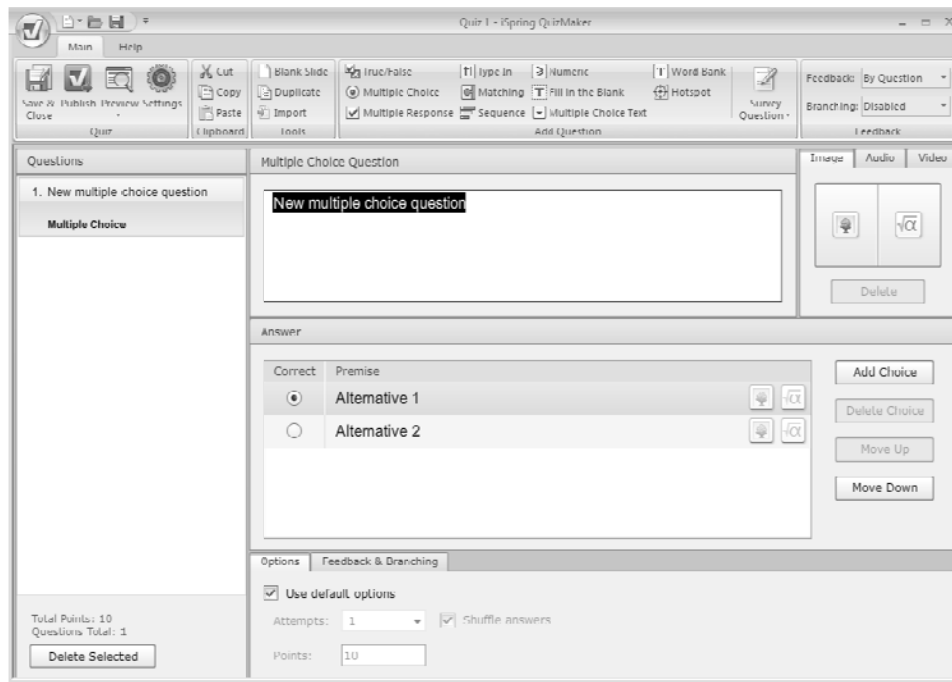 Quiz 1 - iSpring QuizMaker
Main Help
Save & Close Publish Preview Settings
Quiz
Cut
Copy
Paste
Clipboard
Blank Slide
Duplicate
Import
Tools
True/False Type In Numeric Word Bank
Multiple Choice Matching Fill in the Blank Hotspot
Multiple Response Sequence Multiple Choice Text
Survey Question
Add Question
Feedback: By Question
Branching: Disabled
Feedback
Questions
1. New multiple choice question
Multiple Choice
Total Points: 10
Questions Total: 1
Delete Selected
Multiple Choice Question
New multiple choice question
Image Audio Video
√α
Delete
Answer
Correct Premise
Alternative 1 √α
Alternative 2 √α
Add Choice
Delete Choice
Move Up
Move Down
Options Feedback & Branching
Use default options
Attempts: 1 Shuffle answers
Points: 10